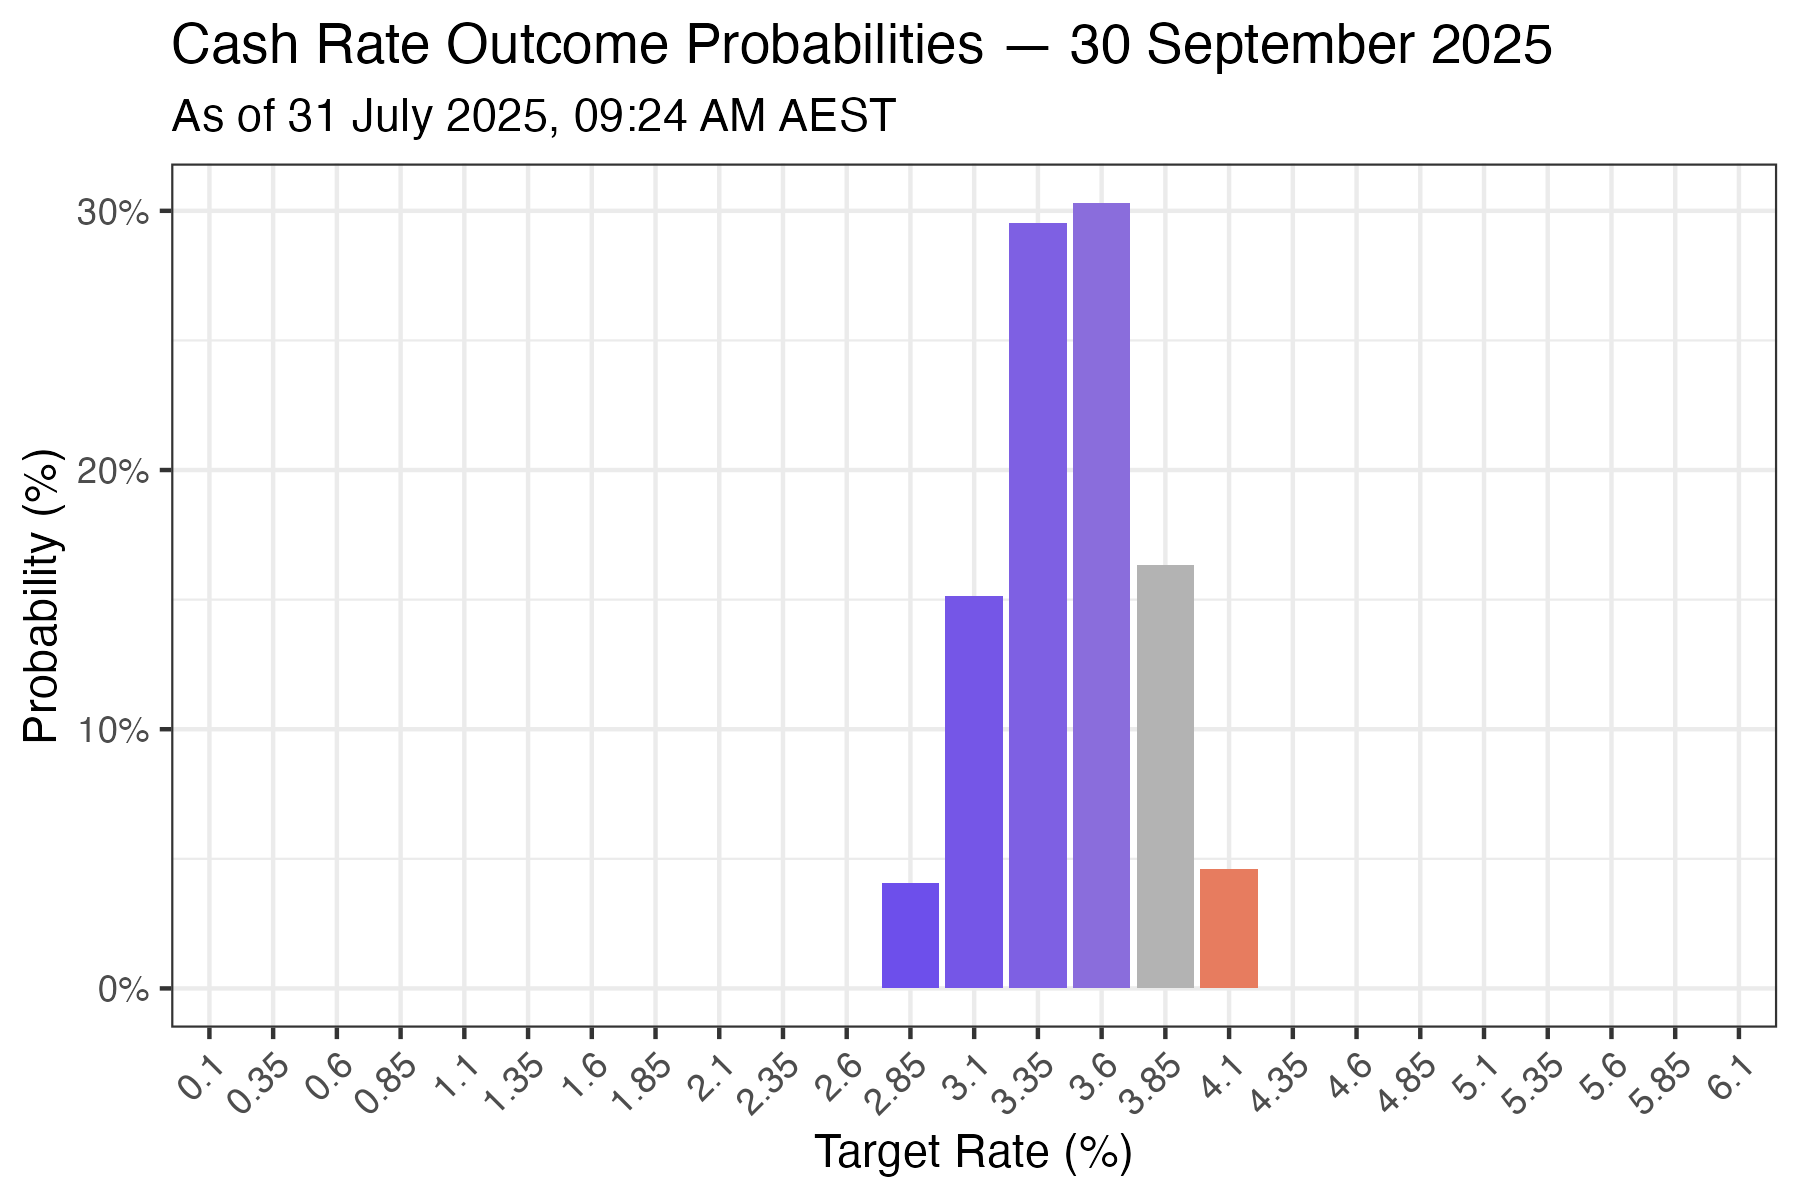 Cash Rate Outcome Probabilities — 30 September 2025
As of 31 July 2025, 09:24 AM AEST
Probability (%)
30%
20%
10%
0%
0.1 0.35 0.6 0.85 1.1 1.35 1.6 1.85 2.1 2.35 2.6 2.85 3.1 3.35 3.6 3.85 4.1 4.35 4.6 4.85 5.1 5.35 5.6 5.85 6.1
Target Rate (%)